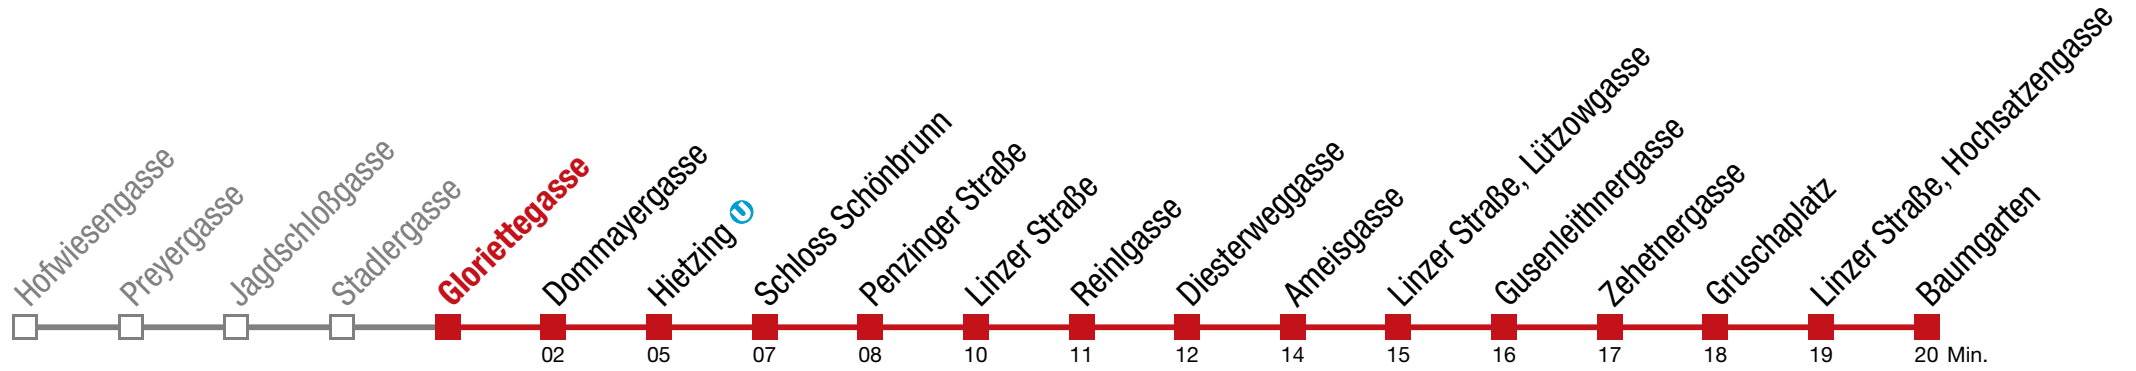 Hofwiesengasse
Preyergasse
Jagdschloßgasse
Stadlergasse
Gloriettegasse
Dommayergasse
Hietzing U
Schloss Schönbrunn
Penzinger Straße
Linzer Straße
Reinlgasse
Diesterweggasse
Ameisgasse
Linzer Straße, Lützowgasse
Gusenleithnergasse
Zehetnergasse
Gruschaplatz
Linzer Straße, Hochsatzengasse
Baumgarten
02 05 07 08 10 11 12 14 15 16 17 18 19 20 Min.